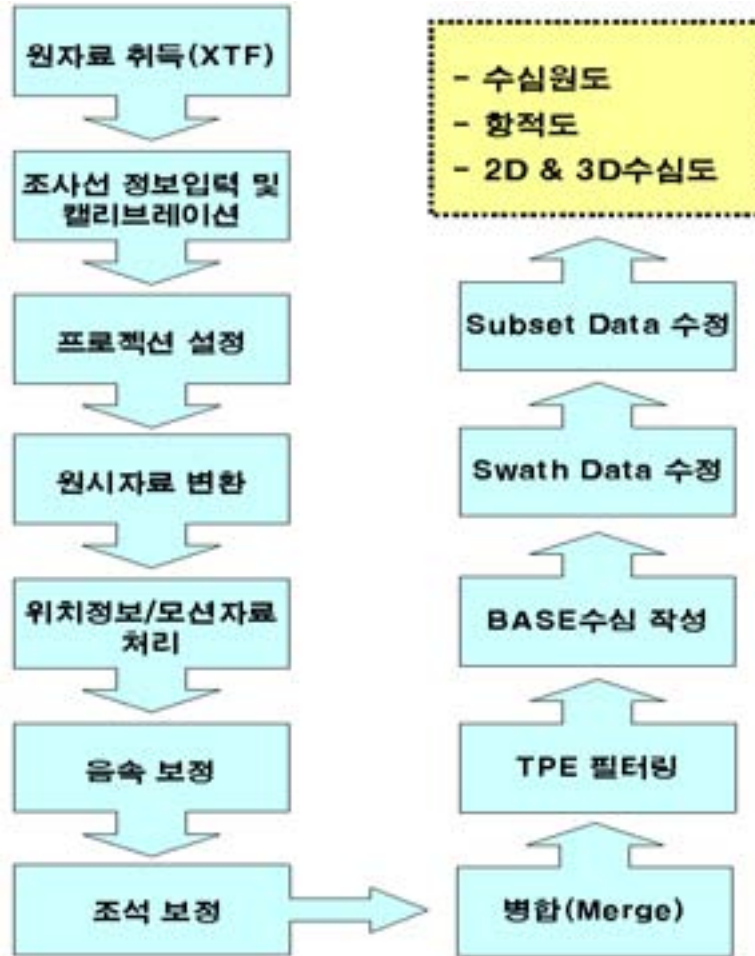 원자료 취득(XTF)
조사선 정보입력 및
캘리브레이션
프로젝션 설정
원시자료 변환
위치정보/모션자료
처리
음속 보정
조석 보정
병합(Merge)
TPE 필터링
BASE수심 작성
Swath Data 수정
Subset Data 수정
- 수심원도
- 항적도
- 2D & 3D수심도